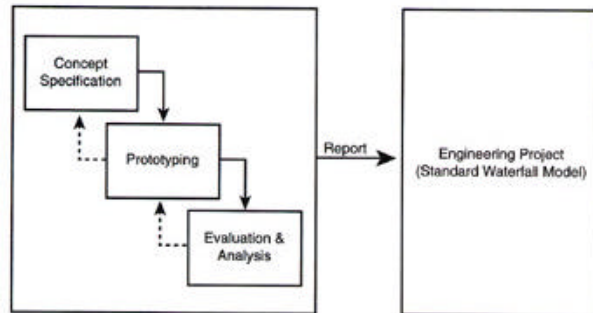 Concept
Specification
Prototyping
Evaluation &
Analysis
Report
Engineering Project
(Standard Waterfall Model)